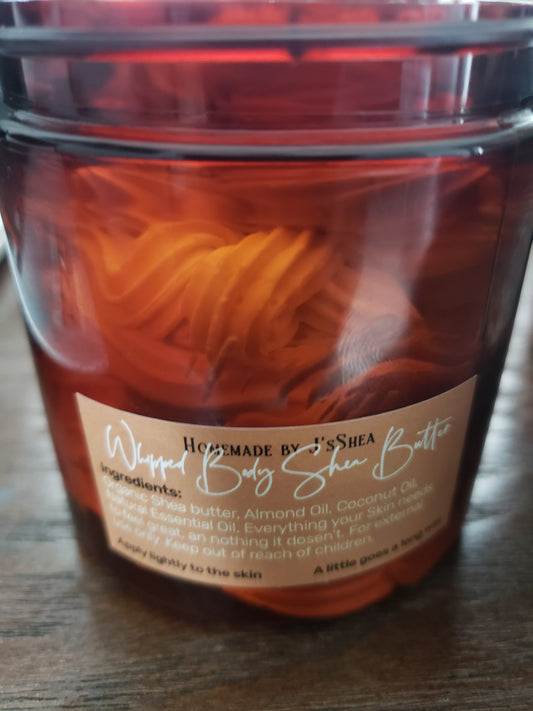 Homemade by J'sShea
Whipped Body Shea Butter
Ingredients:
Organic Shea butter, Almond Oil, Coconut Oil,
Natural Essential Oil, Everything your Skin needs
to feel great, an nothing it dosen't. For external
use only. Keep out of reach of children.
Apply lightly to the skin
A little goes a long way